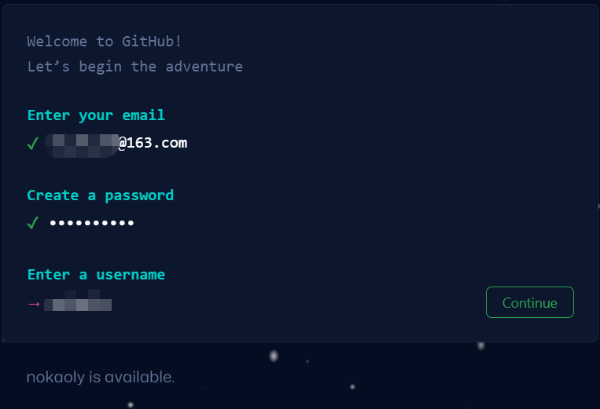 Welcome to GitHub!
Let’s begin the adventure
Enter your email
✓ @163.com
Create a password
✓ ••••••••••
Enter a username
→
Continue
nokaoly is available.